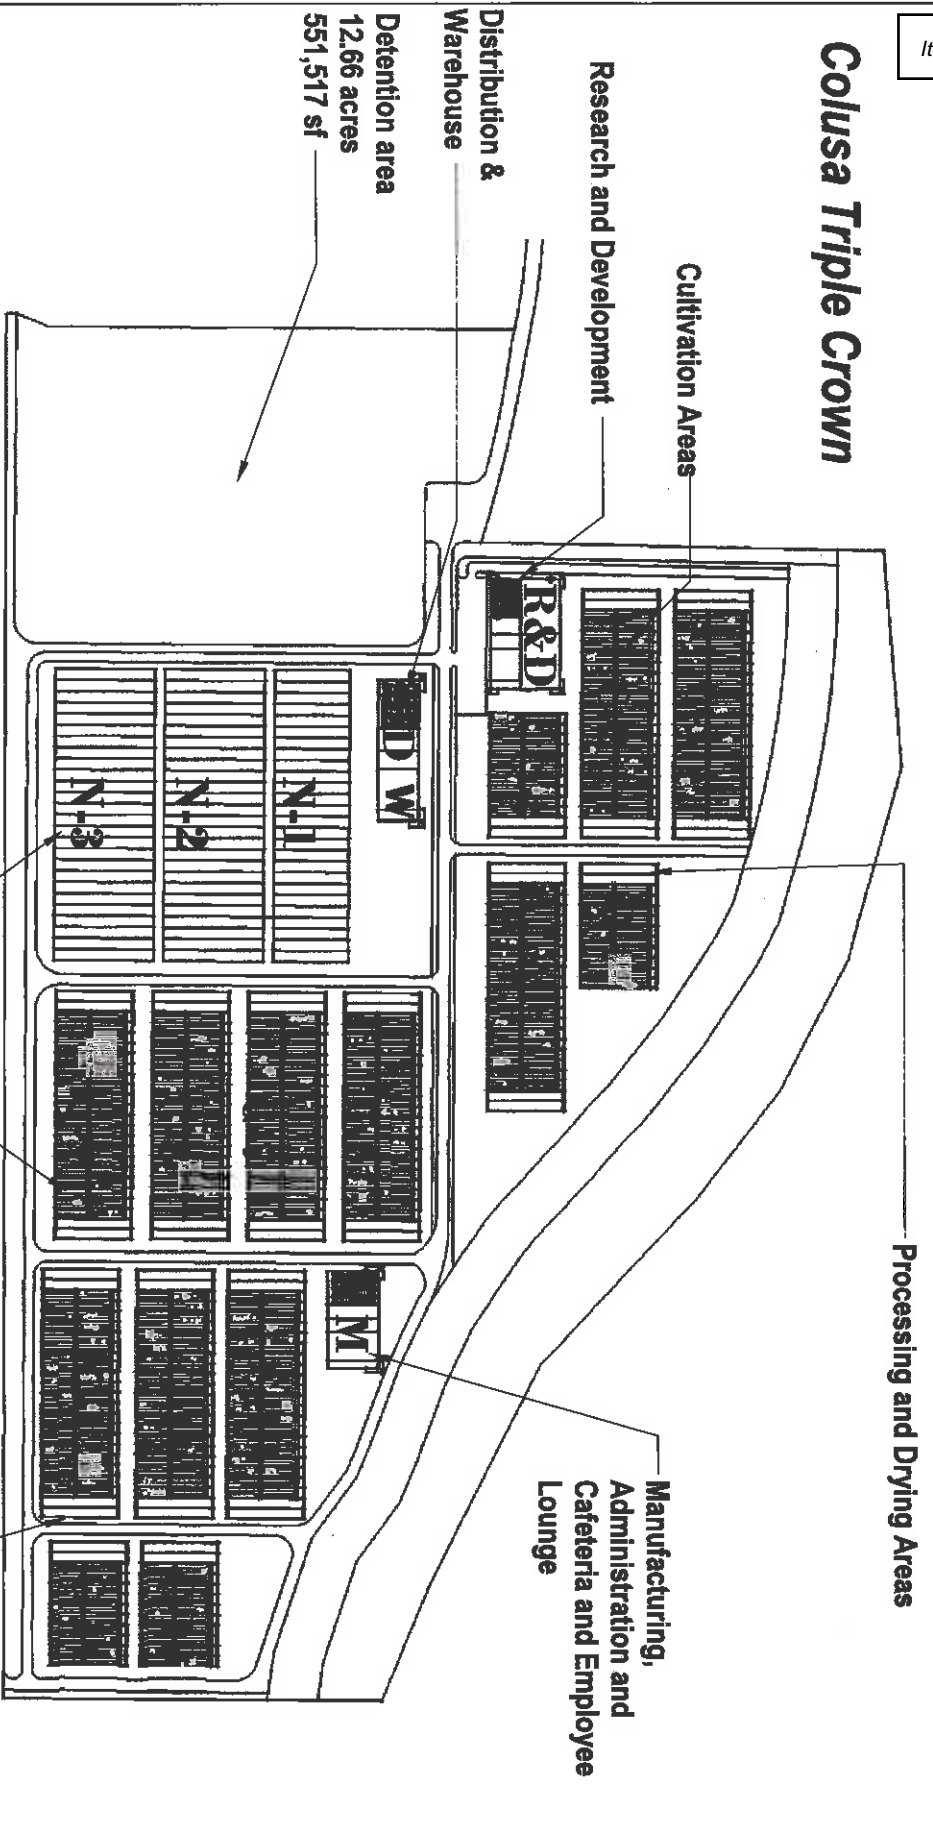 It
Colusa Triple Crown
Processing and Drying Areas
Cultivation Areas
Research and Development
Manufacturing,
Administration and
Cafeteria and Employee
Lounge
Distribution &
Warehouse
Detention area
12.66 acres
551,517 sf
R&D
D W
M
N-1
N-2
N-3